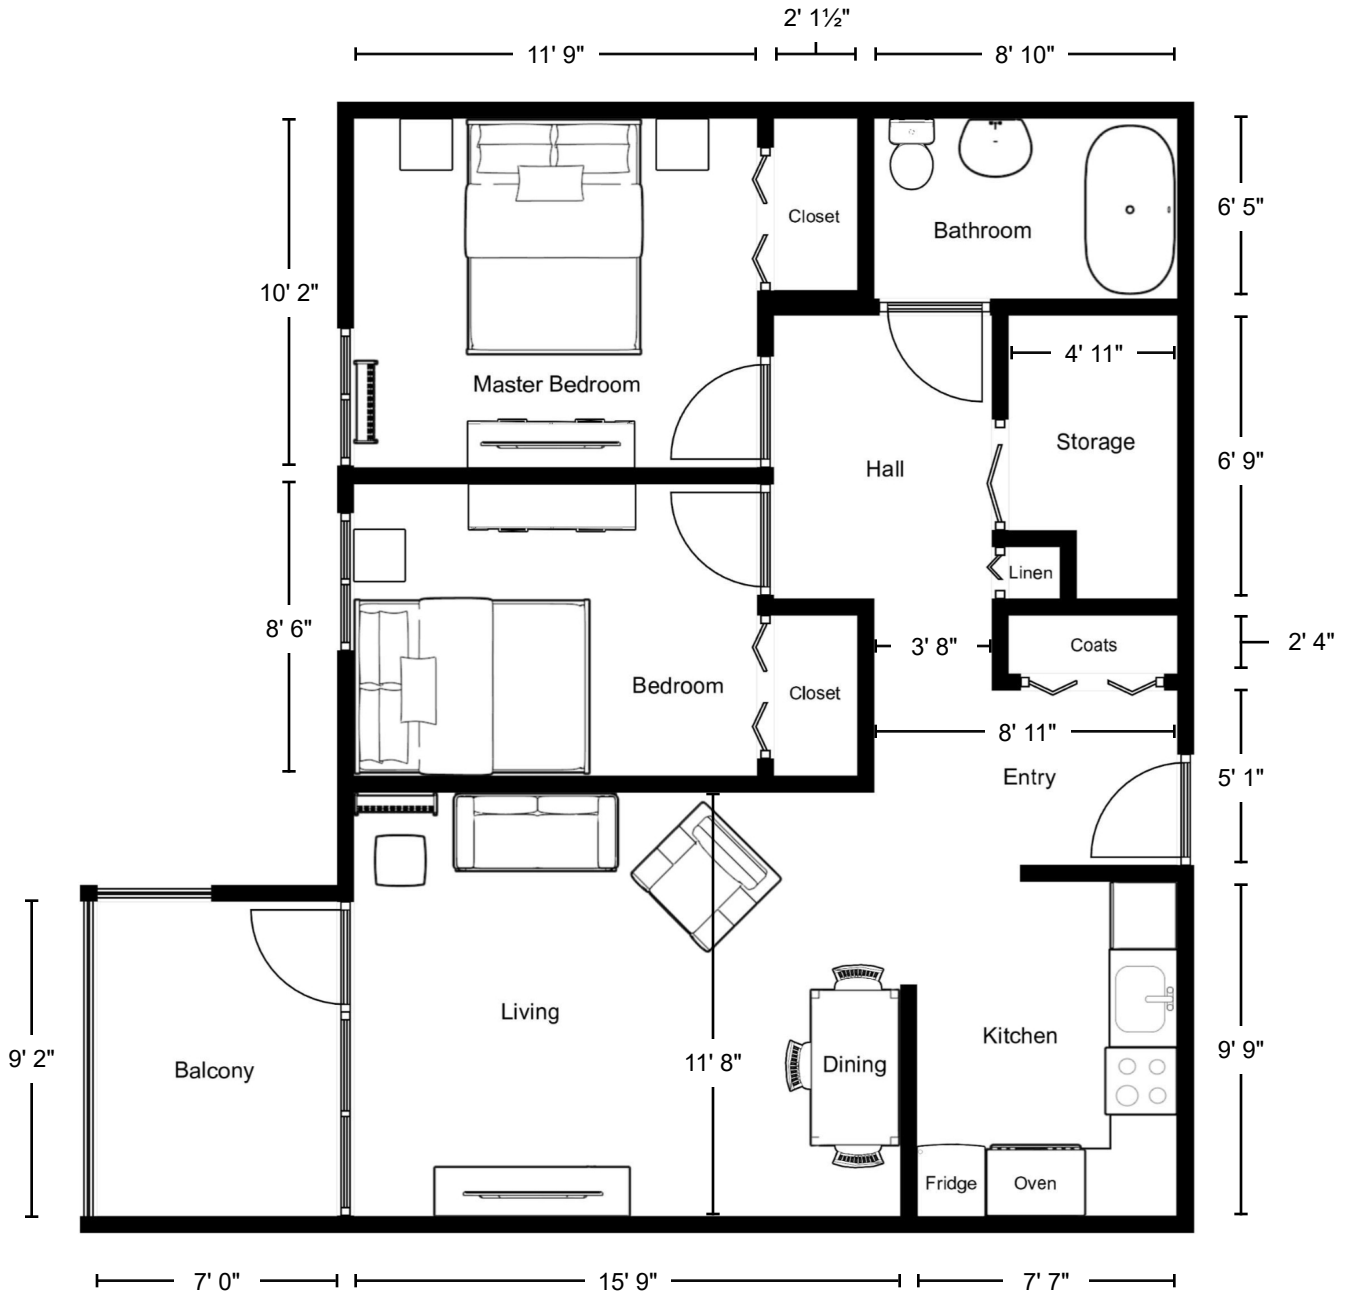 2' 1½"
11' 9"
8' 10"
Closet
Bathroom
6' 5"
10' 2"
4' 11"
Master Bedroom
Storage
Hall
6' 9"
Linen
8' 6"
3' 8"
Coats
2' 4"
Bedroom
Closet
8' 11"
Entry
5' 1"
Living
Kitchen
9' 2"
Balcony
11' 8"
Dining
9' 9"
Fridge
Oven
7' 0"
15' 9"
7' 7"